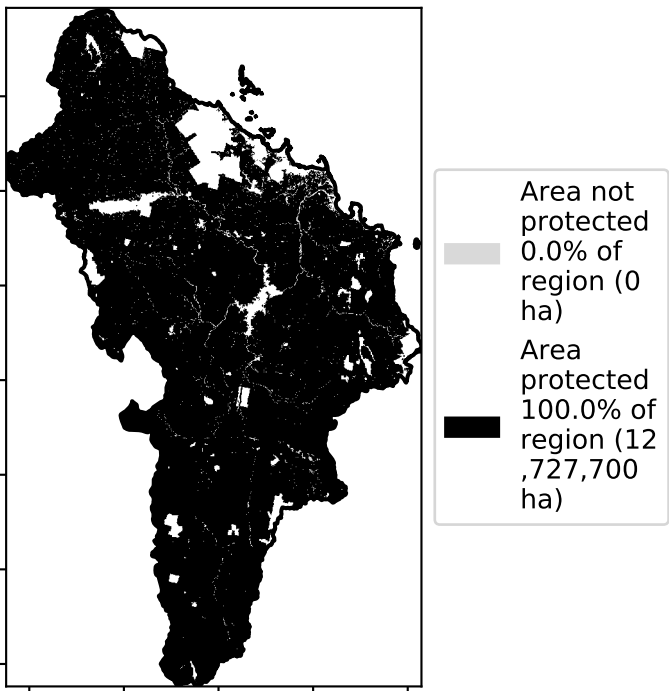 Area not
protected
0.0% of
region (0
ha)
Area
protected
100.0% of
region (12
,727,700
ha)